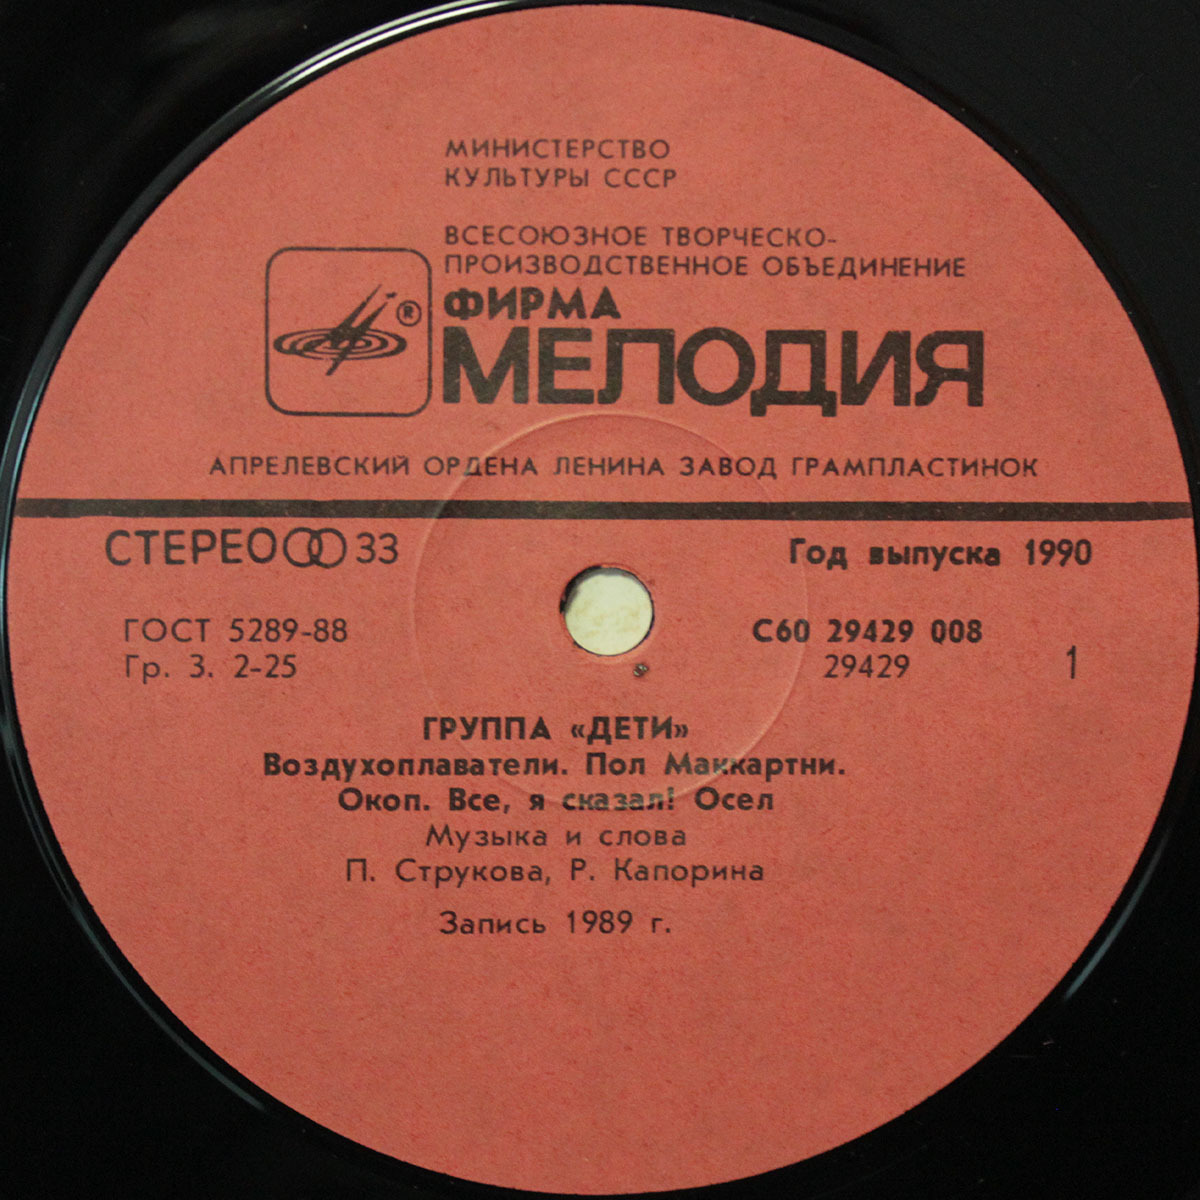 МИНИСТЕРСТВО
КУЛЬТУРЫ СССР
ВСЕСОЮЗНОЕ ТВОРЧЕСКО-
ПРОИЗВОДСТВЕННОЕ ОБЪЕДИНЕНИЕ
ФИРМА
®
МЕЛОДИЯ
АПРЕЛЕВСКИЙ ОРДЕНА ЛЕНИНА ЗАВОД ГРАМПЛАСТИНОК
СТЕРЕО 33
Год выпуска 1990
ГОСТ 5289-88
Гр. 3. 2-25
С60 29429 008
29429
1
ГРУППА «ДЕТИ»
Воздухоплаватели. Пол Маккартни.
Окоп. Все, я сказал! Осел
Музыка и слова
П. Струкова, Р. Капорина
Запись 1989 г.